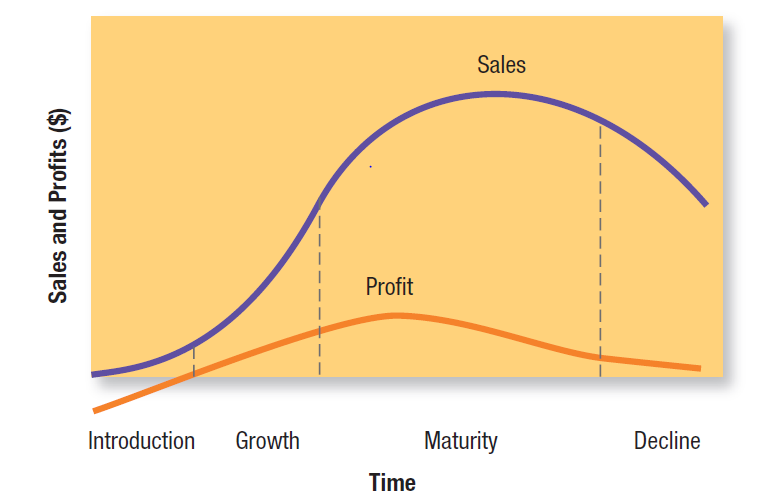 Sales
Sales and Profits ($)
Profit
Introduction Growth Maturity Decline
Time